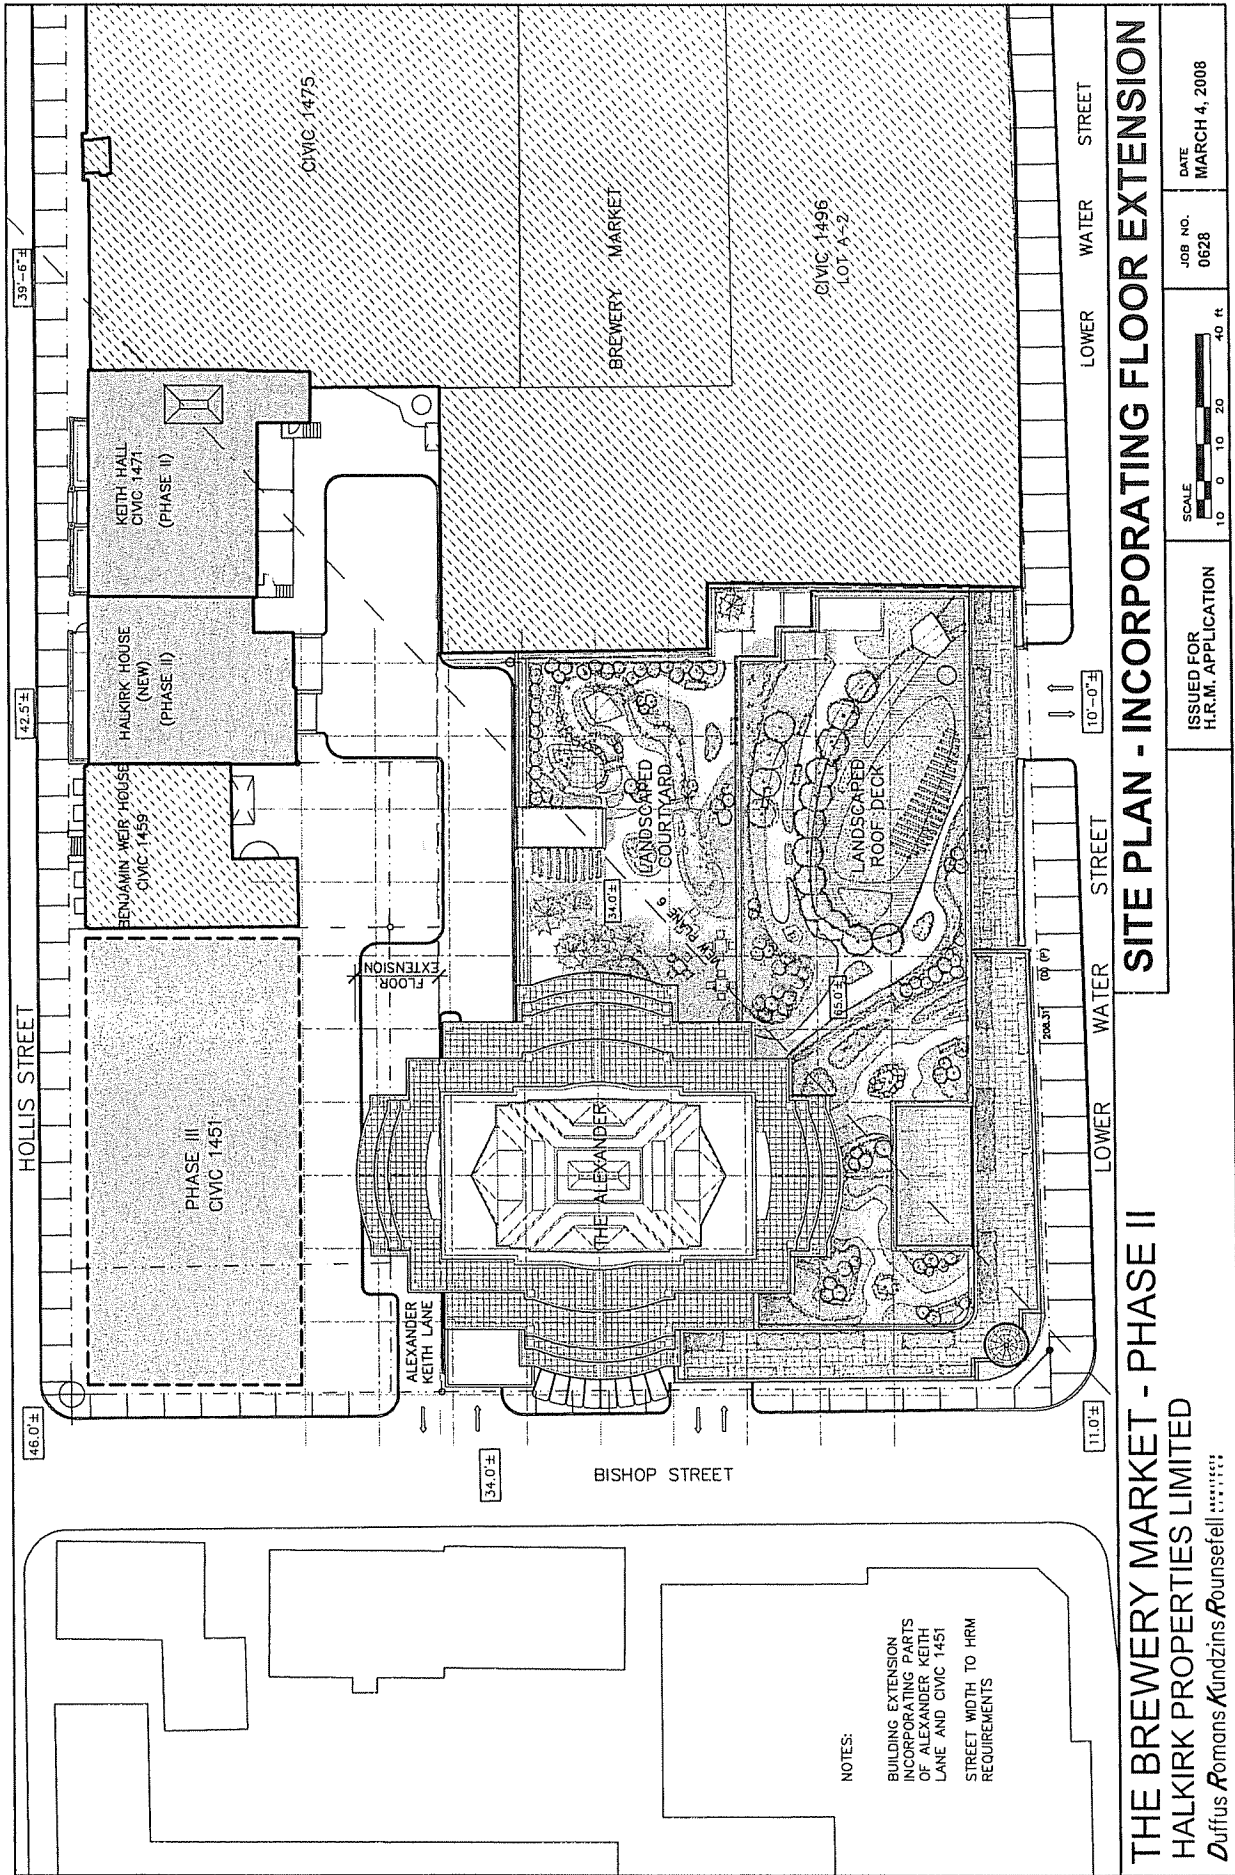 HOLLIS STREET
46.0'±
42.5'±
39'-6"±
PHASE III
CIVIC 1451
BENJAMIN WEIR HOUSE
CIVIC 1459
HALKIRK HOUSE
(NEW)
(PHASE II)
KEITH HALL
CIVIC 1471
(PHASE II)
CIVIC 1475
BREWERY MARKET
CIVIC 1496
LOT A-2
FLOOR
EXTENSION
ALEXANDER
KEITH LANE
THE ALEXANDER
LANDSCAPED
COURTYARD
34.0'±
VIEW PLANE 6
LANDSCAPED
ROOF DECK
65.0'±
208.31
(D) (P)
34.0'±
BISHOP STREET
11.0'±
10'-0"±
LOWER WATER STREET
LOWER WATER STREET
NOTES:
BUILDING EXTENSION
INCORPORATING PARTS
OF ALEXANDER KEITH
LANE AND CIVIC 1451
STREET WIDTH TO HRM
REQUIREMENTS
THE BREWERY MARKET - PHASE II
HALKIRK PROPERTIES LIMITED
Duffus Romans Kundzins Rounsefell
SITE PLAN - INCORPORATING FLOOR EXTENSION
ISSUED FOR
H.R.M. APPLICATION
SCALE
10 0 10 20 40 ft
JOB NO.
0628
DATE
MARCH 4, 2008